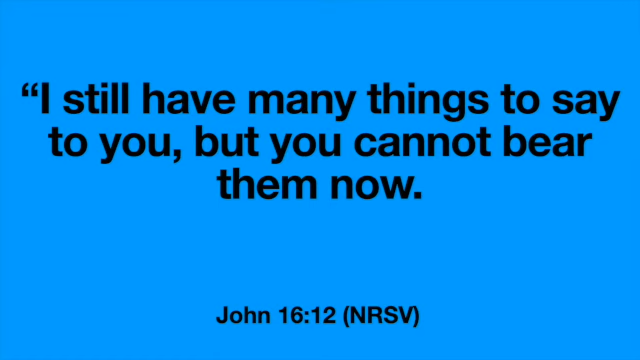 “I still have many things to say
to you, but you cannot bear
them now.
John 16:12 (NRSV)